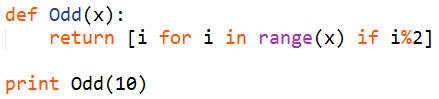 def Odd(x):
    return [i for i in range(x) if i%2]
print Odd(10)